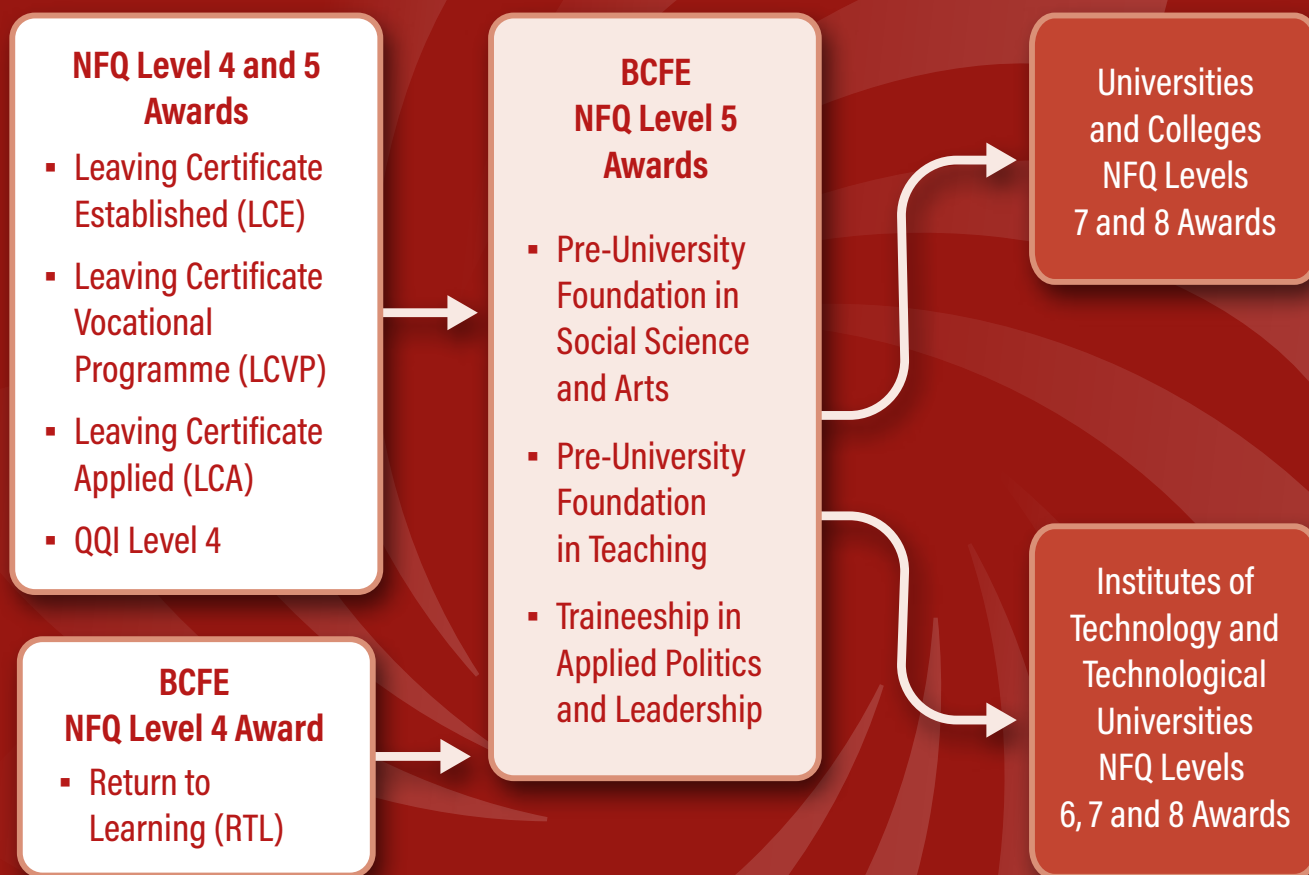 NFQ Level 4 and 5
Awards
▪ Leaving Certificate
Established (LCE)
▪ Leaving Certificate
Vocational
Programme (LCVP)
▪ Leaving Certificate
Applied (LCA)
▪ QQI Level 4
BCFE
NFQ Level 4 Award
▪ Return to
Learning (RTL)
BCFE
NFQ Level 5
Awards
▪ Pre-University
Foundation in
Social Science
and Arts
▪ Pre-University
Foundation
in Teaching
▪ Traineeship in
Applied Politics
and Leadership
Universities
and Colleges
NFQ Levels
7 and 8 Awards
Institutes of
Technology and
Technological
Universities
NFQ Levels
6, 7 and 8 Awards